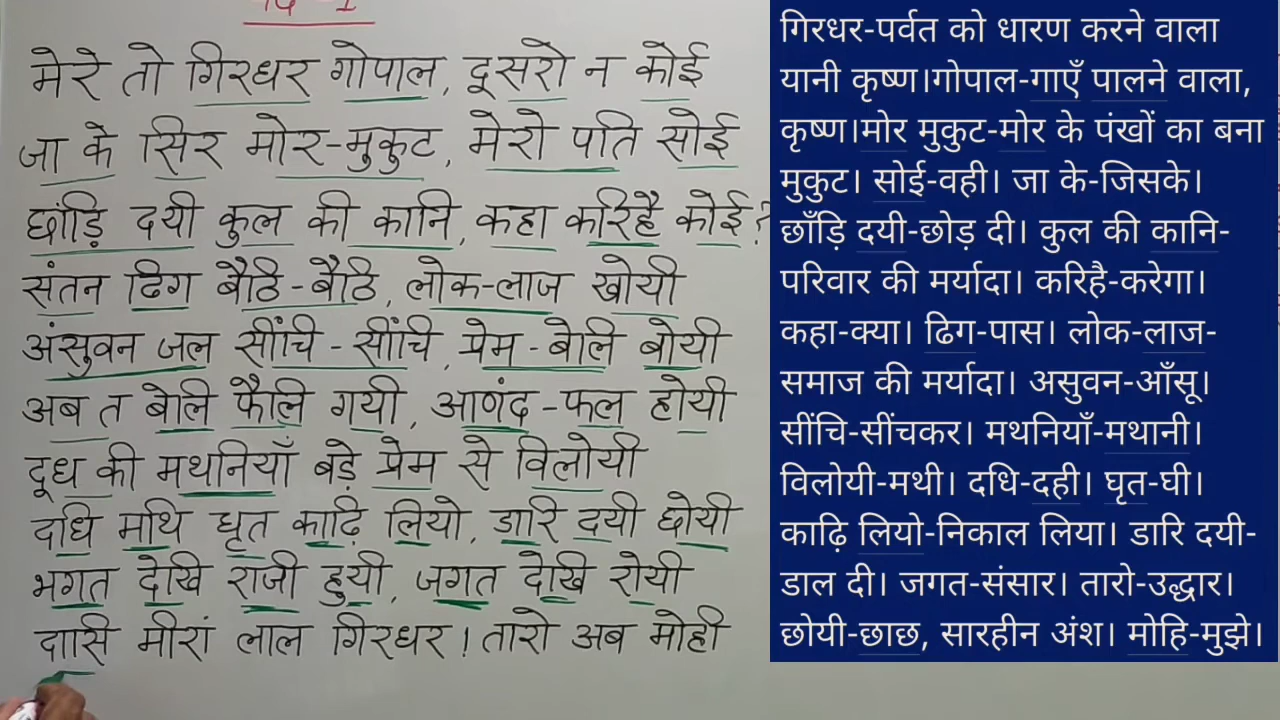 पद - 1
मेरे तो गिरधर गोपाल, दूसरो न कोई
जा के सिर मोर-मुकुट, मेरो पति सोई
छांड़ि दयी कुल की कानि, कहा करिहै कोई?
संतन ढिग बैठि-बैठि, लोक-लाज खोयी
अंसुवन जल सींचि-सींचि, प्रेम-बेलि बोयी
अब त बेलि फैलि गयी, आणंद-फल होयी
दूध की मथनियाँ बड़े प्रेम से विलोयी
दधि मथि घृत काढ़ि लियो, डारि दयी छोयी
भगत देखि राजी हुयी, जगत देखि रोयी
दासि मीरां लाल गिरधर! तारो अब मोही
गिरधर-पर्वत को धारण करने वाला
यानी कृष्ण।गोपाल-गाएँ पालने वाला,
कृष्ण।मोर मुकुट-मोर के पंखों का बना
मुकुट। सोई-वही। जा के-जिसके।
छाँड़ि दयी-छोड़ दी। कुल की कानि-
परिवार की मर्यादा। करिहै-करेगा।
कहा-क्या। ढिग-पास। लोक-लाज-
समाज की मर्यादा। असुवन-आँसू।
सींचि-सींचकर। मथनियाँ-मथानी।
विलोयी-मथी। दधि-दही। घृत-घी।
काढ़ि लियो-निकाल लिया। डारि दयी-
डाल दी। जगत-संसार। तारो-उद्धार।
छोयी-छाछ, सारहीन अंश। मोहि-मुझे।